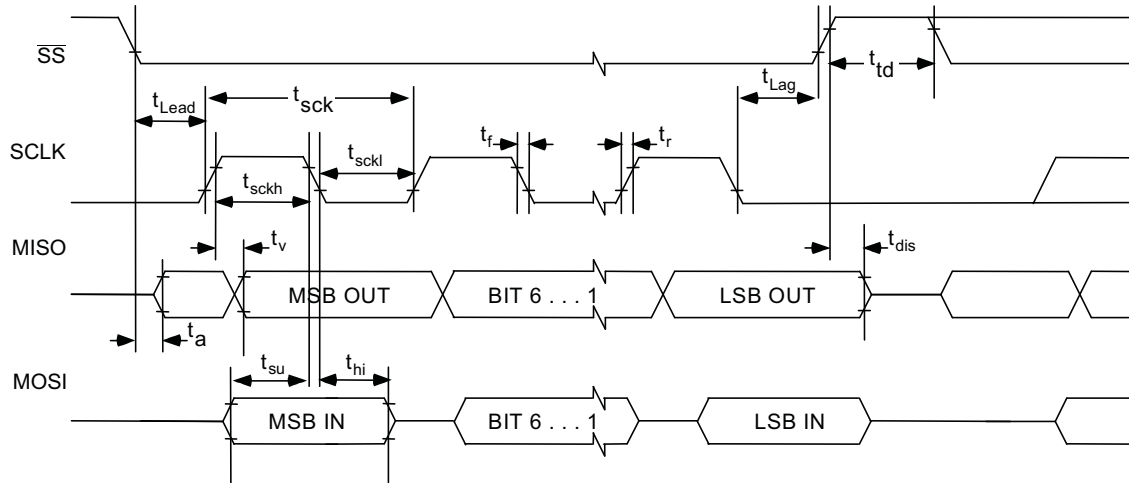 SS
t_td
t_Lag
t_Lead
t_sck
SCLK
t_f
t_r
t_sckl
t_sckh
MISO
t_v
t_dis
MSB OUT
BIT 6 . . . 1
LSB OUT
t_a
t_su
t_hi
MOSI
MSB IN
BIT 6 . . . 1
LSB IN